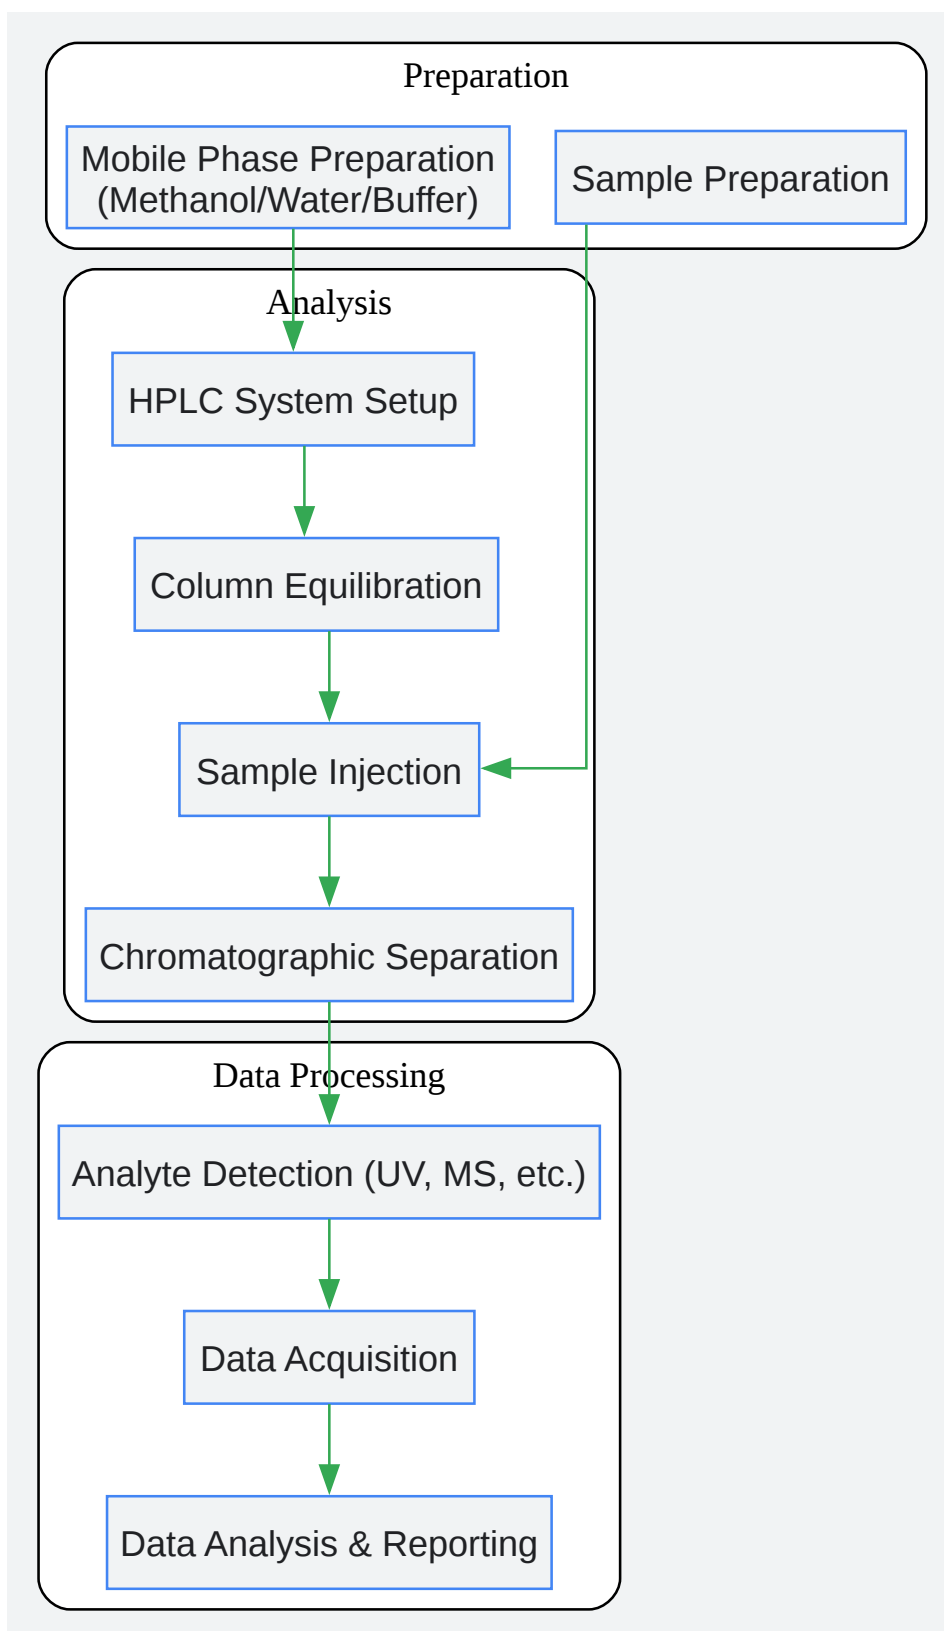 Preparation
Mobile Phase Preparation
(Methanol/Water/Buffer)
Sample Preparation
Analysis
HPLC System Setup
Column Equilibration
Sample Injection
Chromatographic Separation
Data Processing
Analyte Detection (UV, MS, etc.)
Data Acquisition
Data Analysis & Reporting